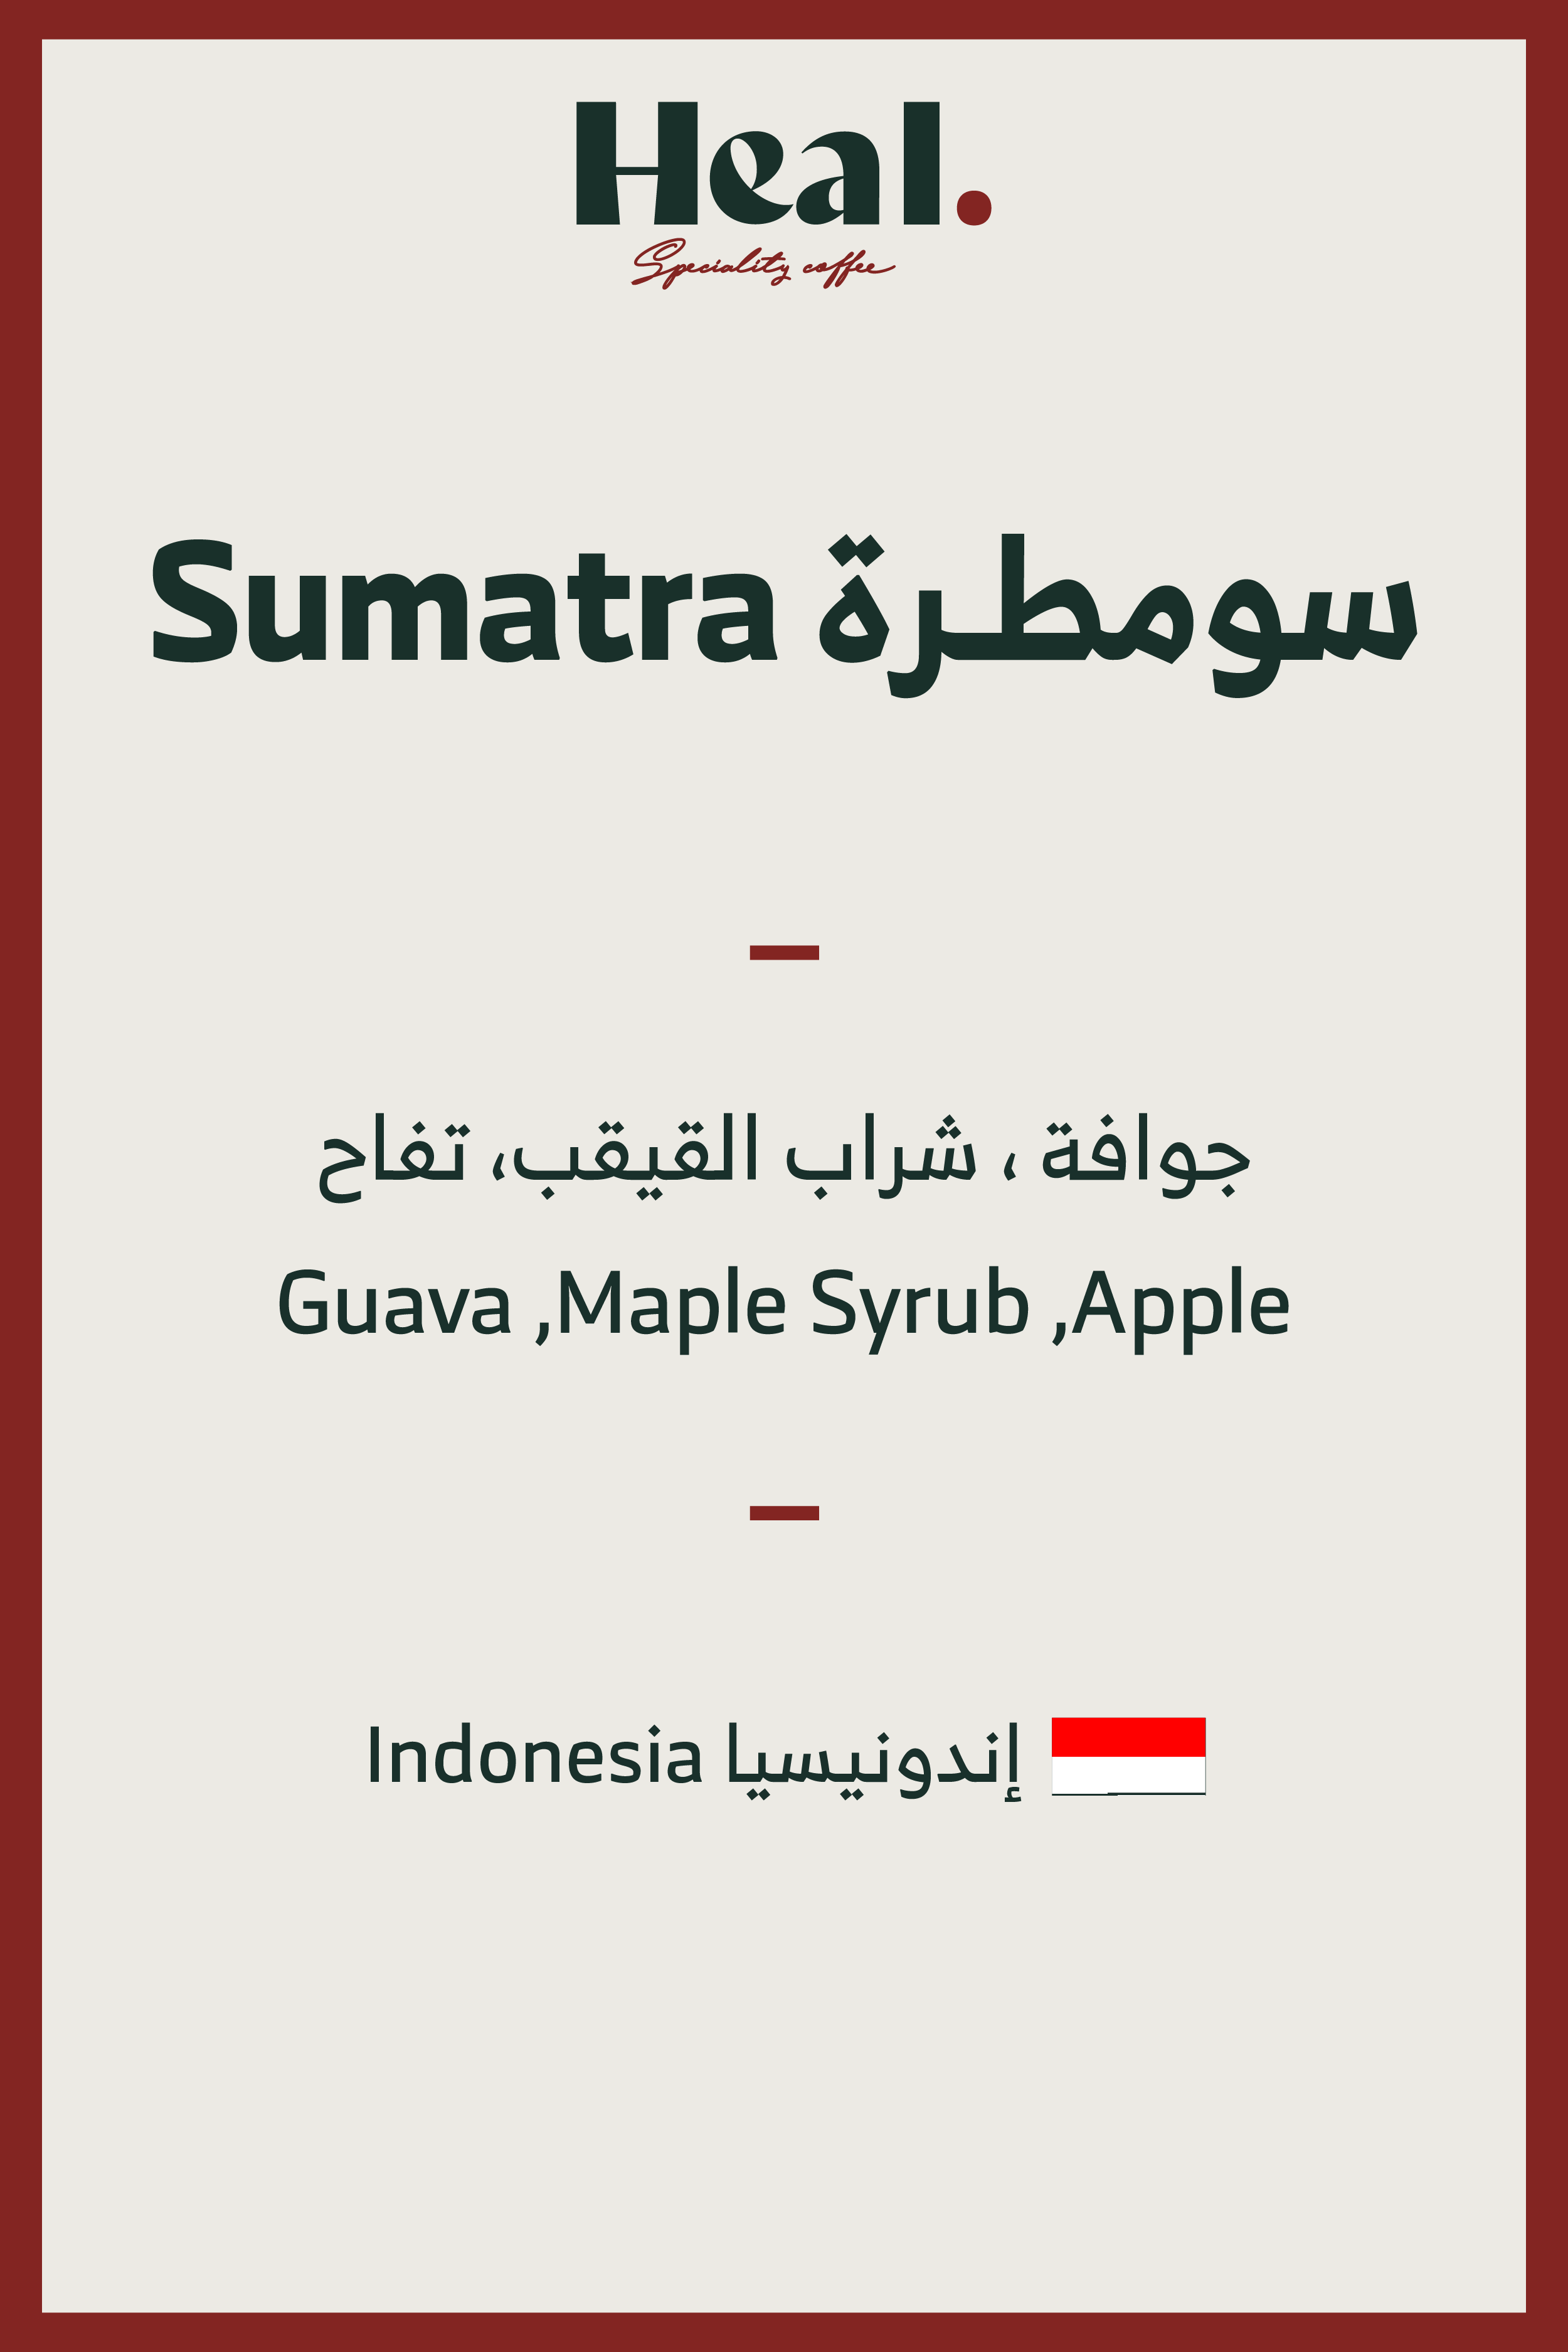 Heal.
Speciality coffee
Sumatra سومطرة
جوافة، شراب القيقب، تفاح
Guava ,Maple Syrub ,Apple
Indonesia إندونيسيا